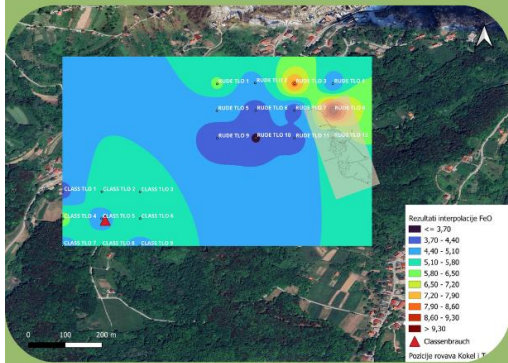 RUDE TLO 1 RUDE TLO 2 RUDE TLO 3 RUDE TLO 4
RUDE TLO 5 RUDE TLO 6 RUDE TLO 7 RUDE TLO 8
RUDE TLO 9 RUDE TLO 10 RUDE TLO 11 RUDE TLO 12
CLASS TLO 1 CLASS TLO 2 CLASS TLO 3
CLASS TLO 4 CLASS TLO 5 CLASS TLO 6
CLASS TLO 7 CLASS TLO 8 CLASS TLO 9
Rezultati interpolacije FeO
<= 3,70
3,70 - 4,40
4,40 - 5,10
5,10 - 5,80
5,80 - 6,50
6,50 - 7,20
7,20 - 7,90
7,90 - 8,60
8,60 - 9,30
> 9,30
Classenbrauch
Pozicije rovova Kokel i T
0 100 200 m